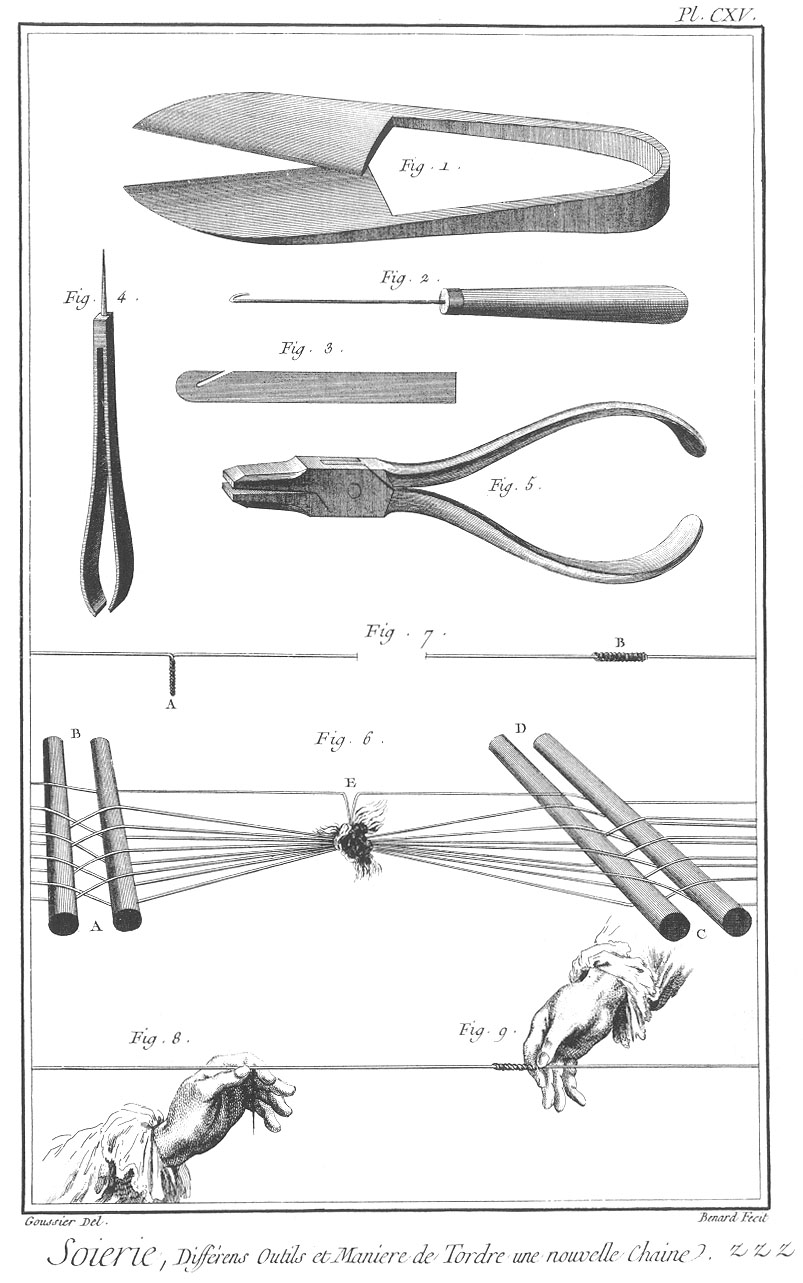 Pl. CXV.
Fig. 1.
Fig. 2.
Fig. 4.
Fig. 3.
Fig. 5.
Fig. 7.
B
A
Fig. 6.
B
D
E
A
C
Fig. 9.
Fig. 8.
Goussier Del.
Benard Fecit
Soierie, Différens Outils et Maniere de Tordre une nouvelle Chaine). ZZZ